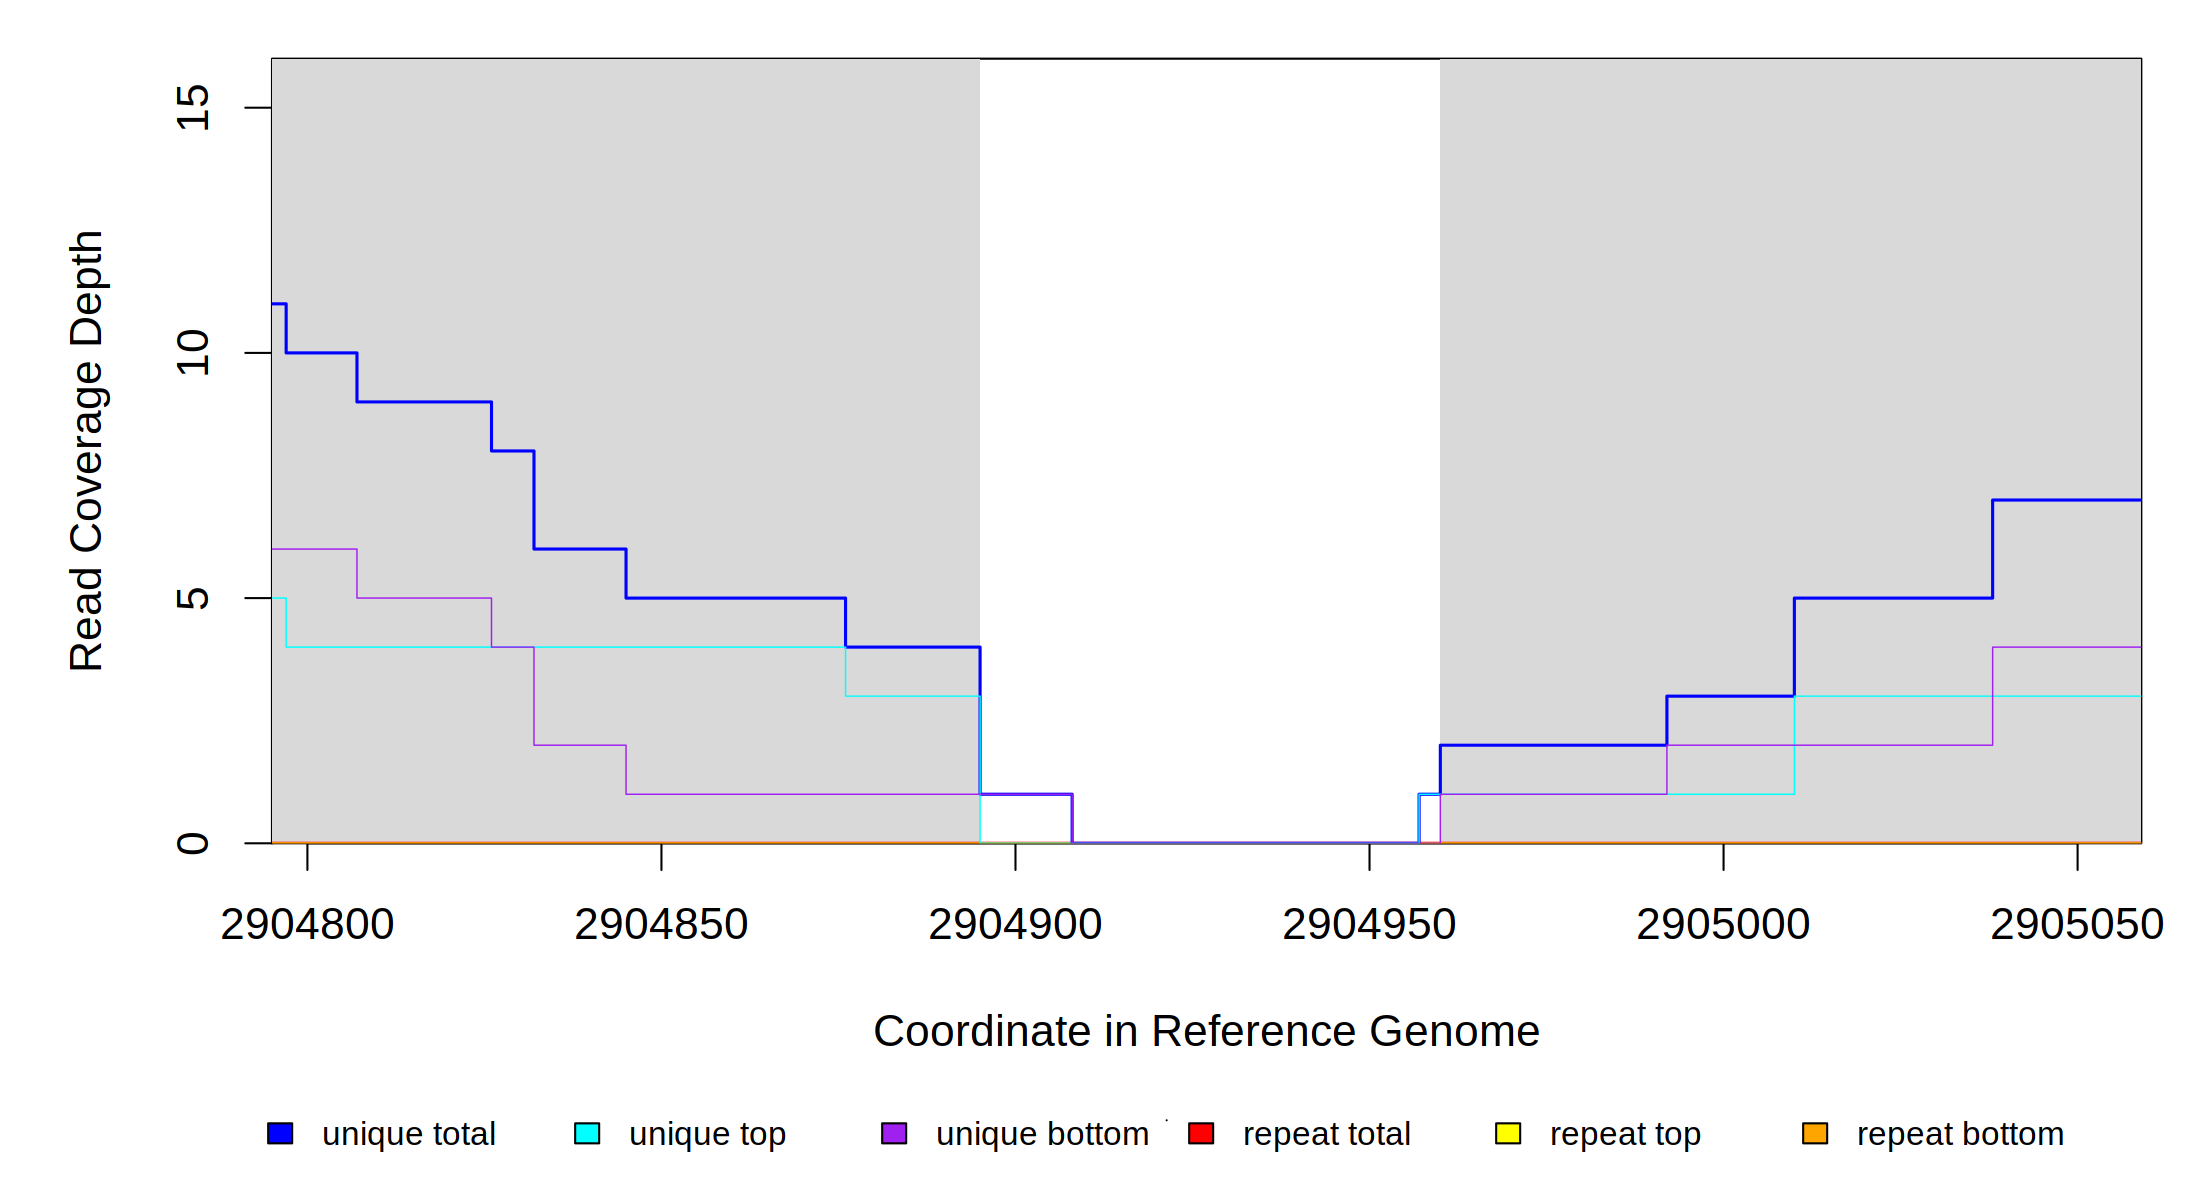 Read Coverage Depth
15
10
5
0
2904800 2904850 2904900 2904950 2905000 2905050
Coordinate in Reference Genome
unique total unique top unique bottom repeat total repeat top repeat bottom